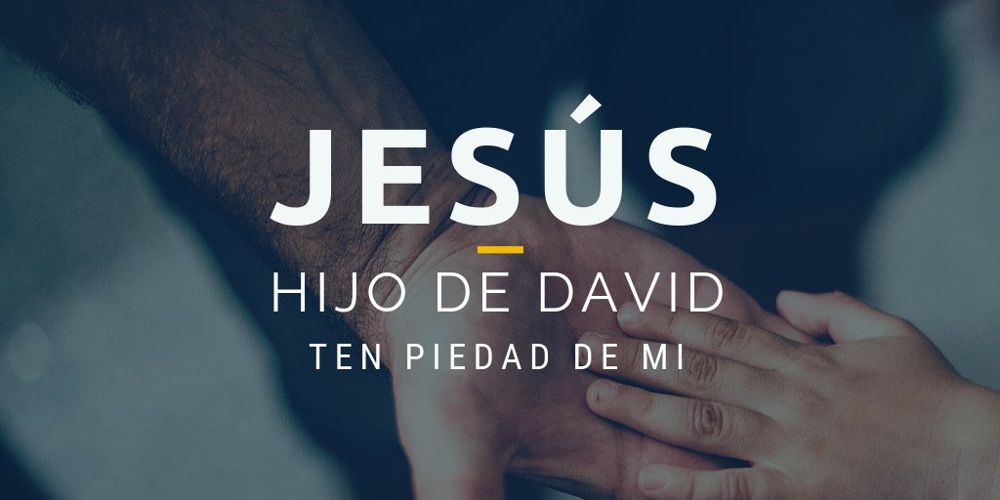 JESÚS
HIJO DE DAVID
TEN PIEDAD DE MI